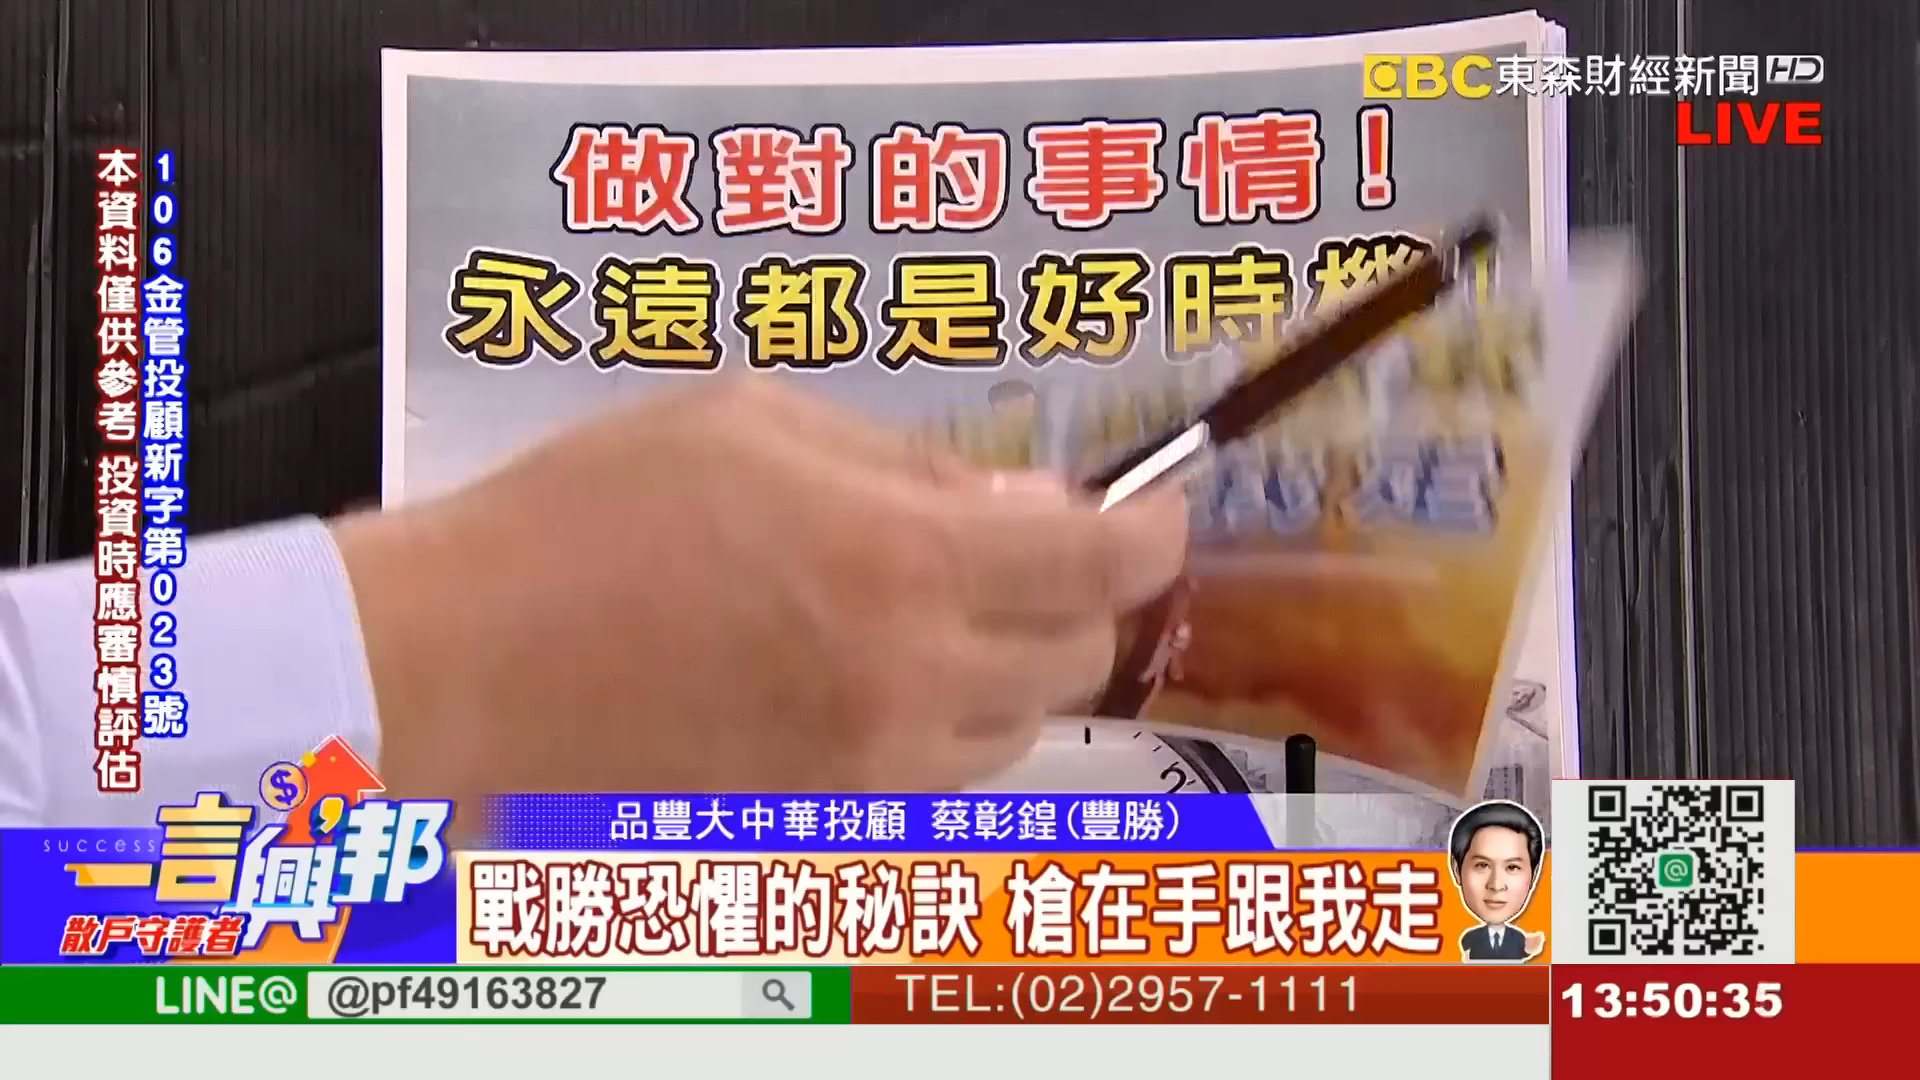 EBC東森財經新聞HD
LIVE
做對的事情!
永遠都是好時機!
106金管投顧新字第023號
本資料僅供參考 投資時應審慎評估
2
$
success
一言興,邦
散戶守護者
品豐大中華投顧 蔡彰鍠(豐勝)
戰勝恐懼的秘訣 槍在手跟我走
LINE@ @pf49163827
TEL:(02)2957-1111
13:50:35